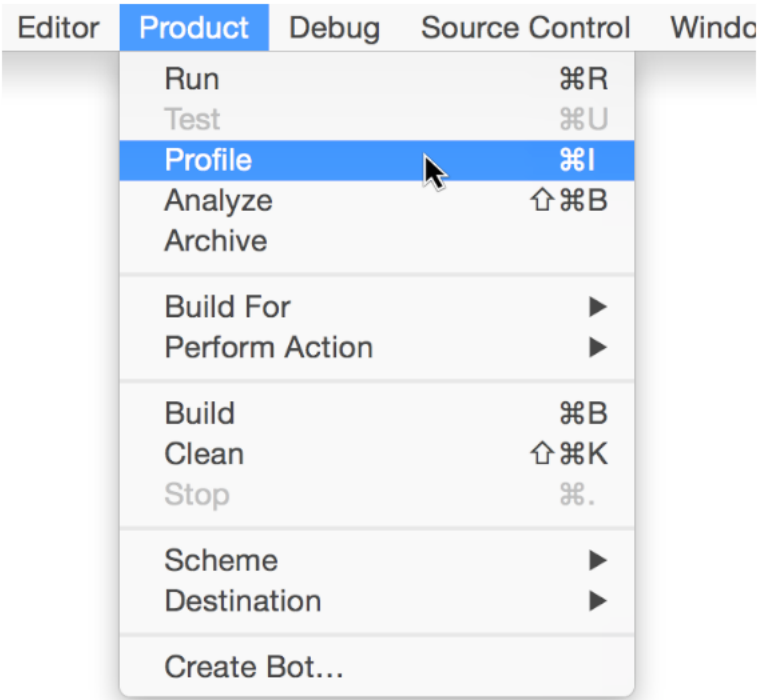 Editor Product Debug Source Control Windo
Run ⌘R
Test ⌘U
Profile ⌘I
Analyze ⇧⌘B
Archive
Build For ▶
Perform Action ▶
Build ⌘B
Clean ⇧⌘K
Stop ⌘.
Scheme ▶
Destination ▶
Create Bot...